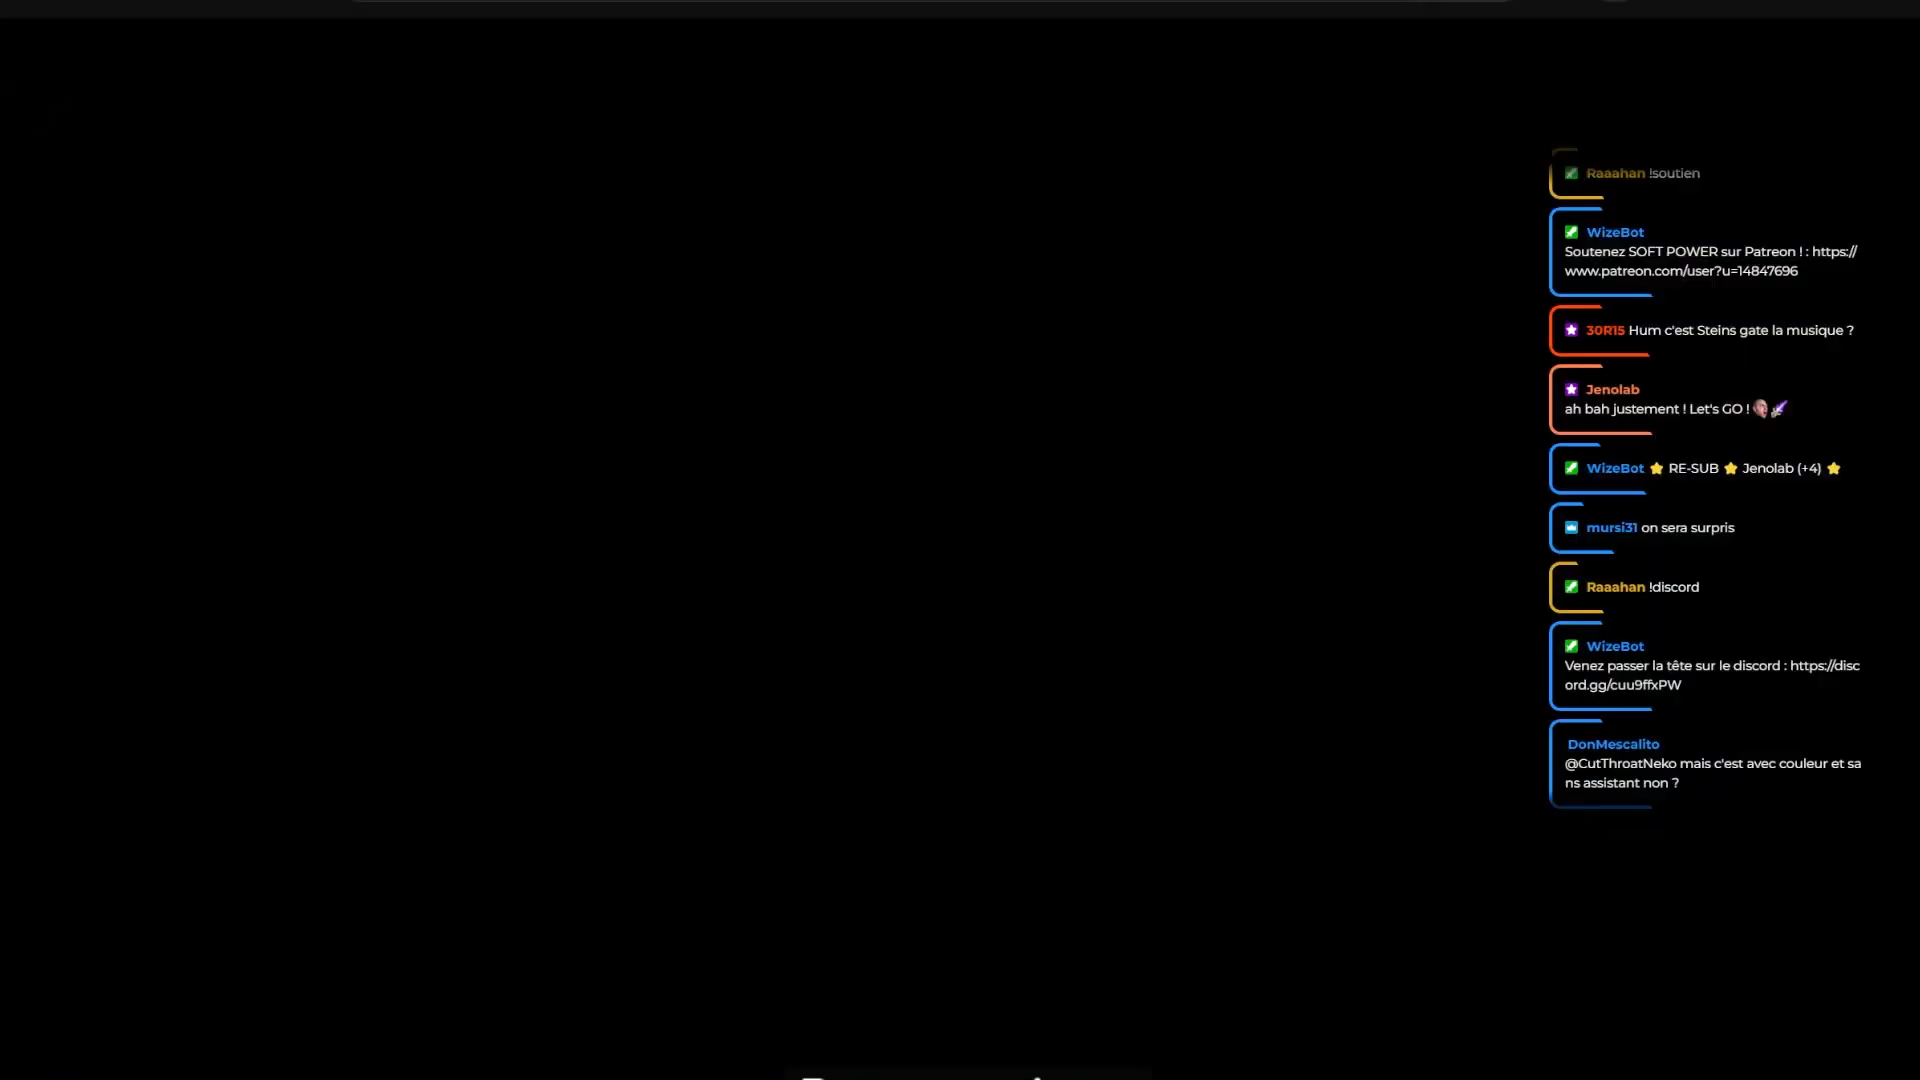 Raaahan !soutien
WizeBot
Soutenez SOFT POWER sur Patreon ! : https://
www.patreon.com/user?u=14847696
30R15 Hum c'est Steins gate la musique ?
Jenolab
ah bah justement ! Let's GO !
WizeBot ⭐ RE-SUB ⭐ Jenolab (+4) ⭐
mursi31 on sera surpris
Raaahan !discord
WizeBot
Venez passer la tête sur le discord : https://disc
ord.gg/cuu9ffxPW
DonMescalito
@CutThroatNeko mais c'est avec couleur et sa
ns assistant non ?